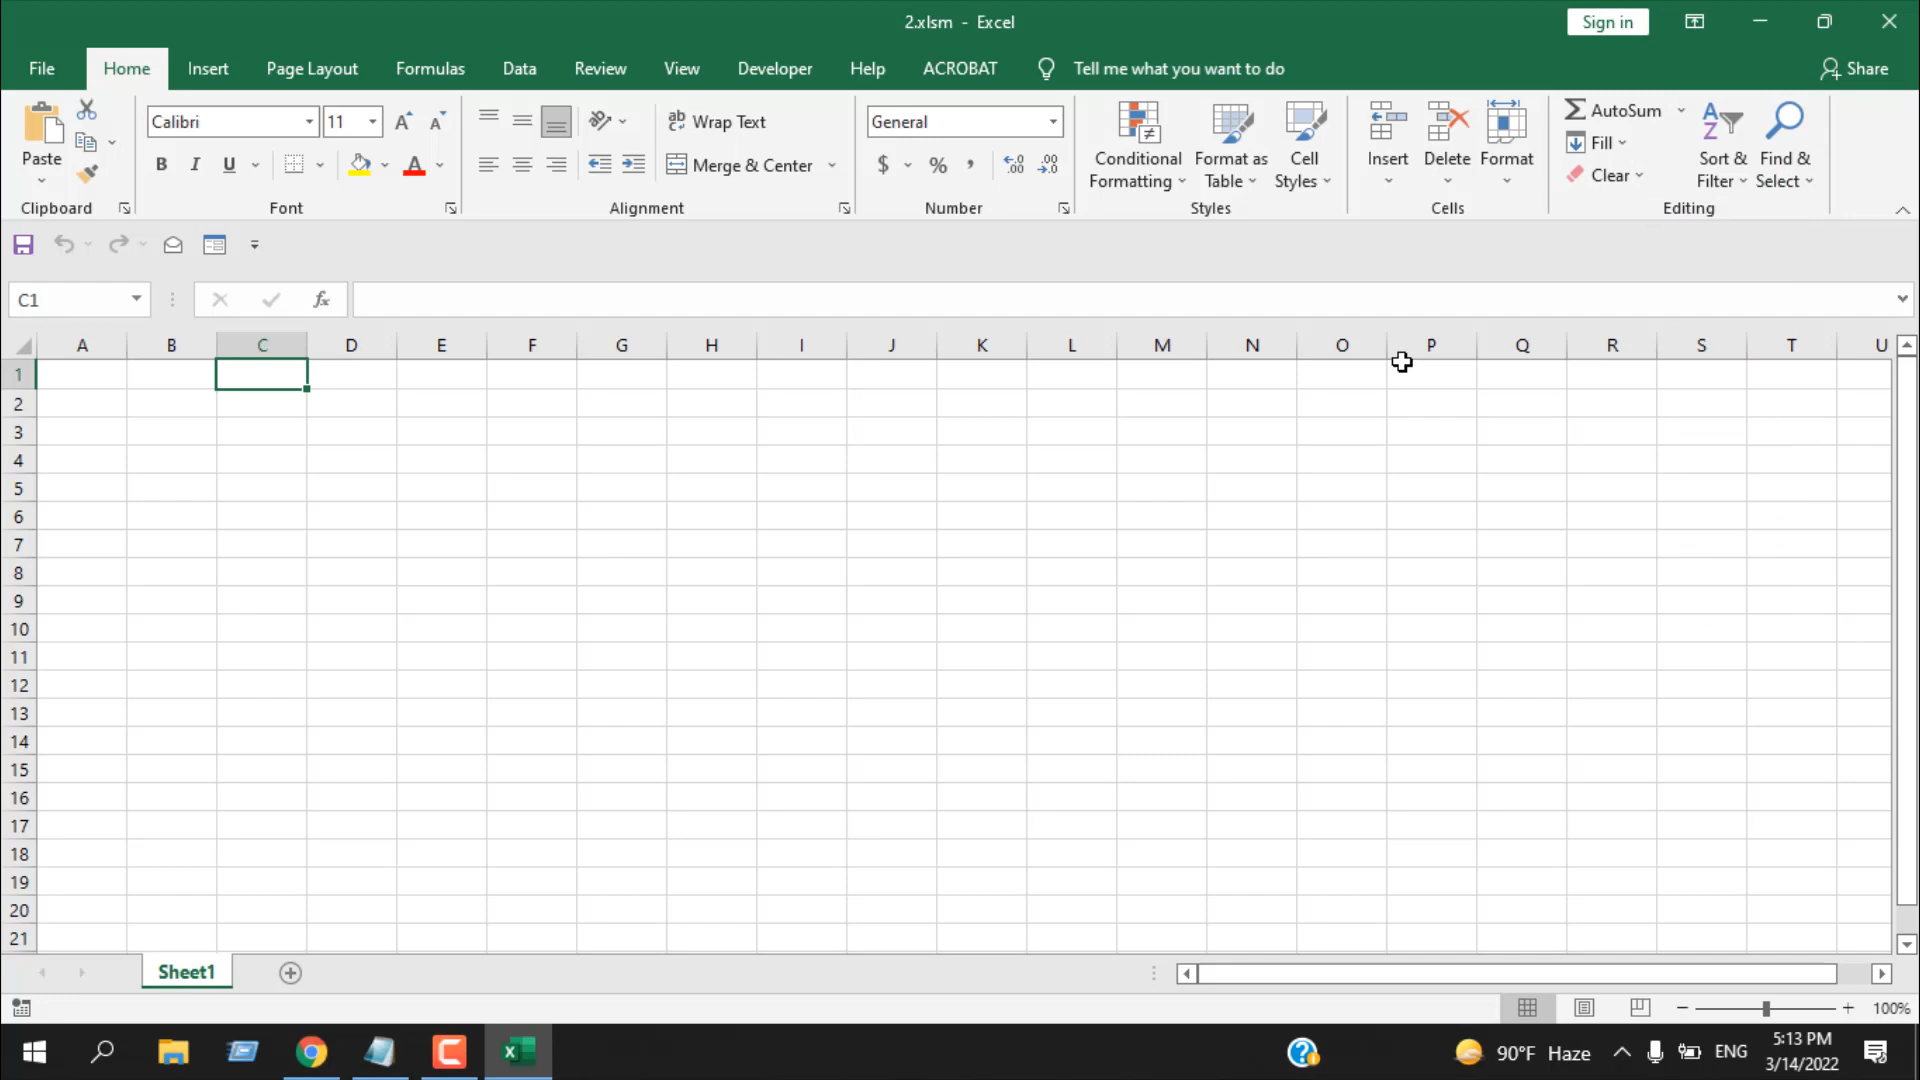 2.xlsm - Excel
Sign in
File Home Insert Page Layout Formulas Data Review View Developer Help ACROBAT Tell me what you want to do Share
Calibri 11 ab Wrap Text General AutoSum
Paste B I U A Merge & Center $ % , .00 .00 Conditional Formatting Format as Table Cell Styles Insert Delete Format Fill Clear Sort & Filter Find & Select
Clipboard Font Alignment Number Styles Cells Editing
C1 fx
A B C D E F G H I J K L M N O P Q R S T U
1
2
3
4
5
6
7
8
9
10
11
12
13
14
15
16
17
18
19
20
21
Sheet1
100%
90°F Haze ENG 5:13 PM
3/14/2022